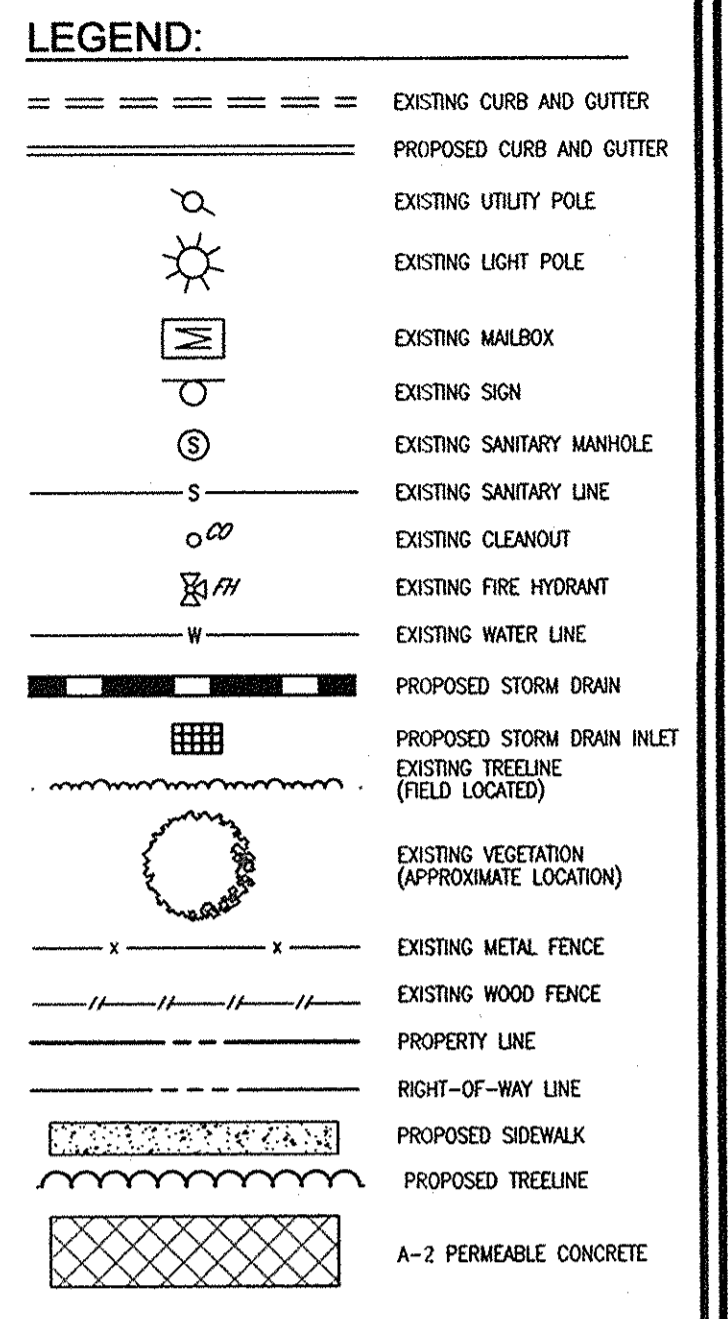 LEGEND:
EXISTING CURB AND GUTTER
PROPOSED CURB AND GUTTER
EXISTING UTILITY POLE
EXISTING LIGHT POLE
EXISTING MAILBOX
EXISTING SIGN
S EXISTING SANITARY MANHOLE
S EXISTING SANITARY LINE
CO EXISTING CLEANOUT
FH EXISTING FIRE HYDRANT
W EXISTING WATER LINE
PROPOSED STORM DRAIN
PROPOSED STORM DRAIN INLET
EXISTING TREELINE
(FIELD LOCATED)
EXISTING VEGETATION
(APPROXIMATE LOCATION)
x x EXISTING METAL FENCE
EXISTING WOOD FENCE
PROPERTY LINE
RIGHT-OF-WAY LINE
PROPOSED SIDEWALK
PROPOSED TREELINE
A-2 PERMEABLE CONCRETE